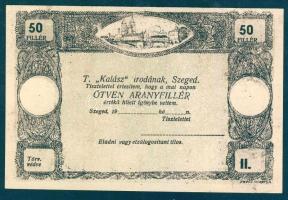 50
FILLÉR
50
FILLÉR
T. „Kalász" irodának, Szeged.
Tisztelettel értesítem, hogy a mai napon
ÖTVEN ARANYFILLÉR
értékű hitelt igénybe vettem.
Szeged, 19 hó n.
Tisztelettel
Eladni vagy elzálogosítani tilos.
Törv.
védve
II.